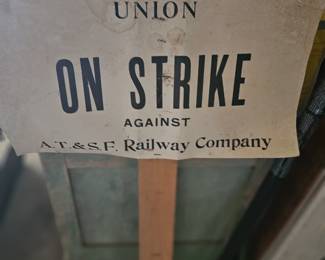 UNION
ON STRIKE
AGAINST
A.T.& S.F. Railway Company